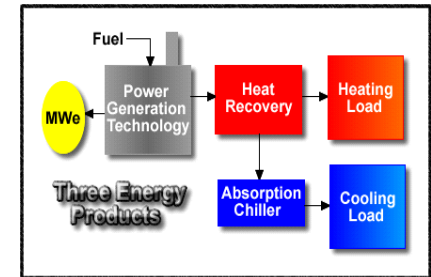 Fuel
Power
Generation
Technology
MWe
Heat
Recovery
Heating
Load
Three Energy
Products
Absorption
Chiller
Cooling
Load